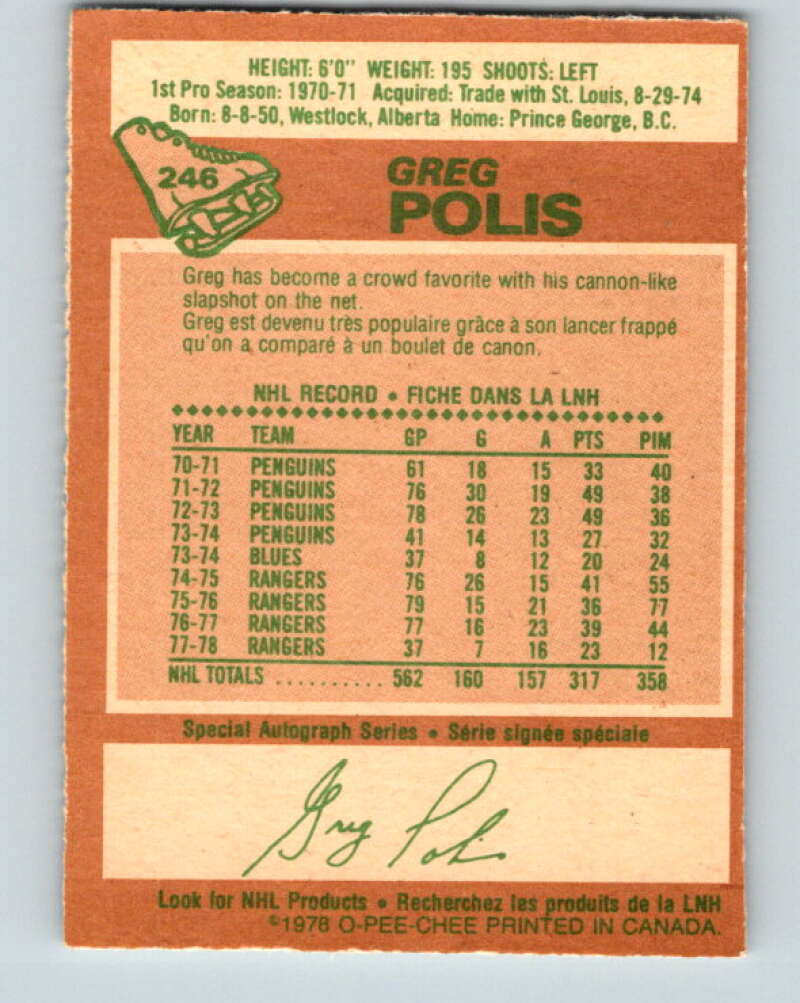 HEIGHT: 6'0" WEIGHT: 195 SHOOTS: LEFT
1st Pro Season: 1970-71 Acquired: Trade with St. Louis, 8-29-74
Born: 8-8-50, Westlock, Alberta Home: Prince George, B.C.
246
GREG
POLIS
Greg has become a crowd favorite with his cannon-like
slapshot on the net.
Greg est devenu très populaire grâce à son lancer frappé
qu'on a comparé à un boulet de canon.
NHL RECORD • FICHE DANS LA LNH
YEAR TEAM GP G A PTS PIM
70-71 PENGUINS 61 18 15 33 40
71-72 PENGUINS 76 30 19 49 38
72-73 PENGUINS 78 26 23 49 36
73-74 PENGUINS 41 14 13 27 32
73-74 BLUES 37 8 12 20 24
74-75 RANGERS 76 26 15 41 55
75-76 RANGERS 79 15 21 36 77
76-77 RANGERS 77 16 23 39 44
77-78 RANGERS 37 7 16 23 12
NHL TOTALS .......... 562 160 157 317 358
Special Autograph Series • Série signée spéciale
Greg Polis
Look for NHL Products • Recherchez les produits de la LNH
©1978 O-PEE-CHEE PRINTED IN CANADA.